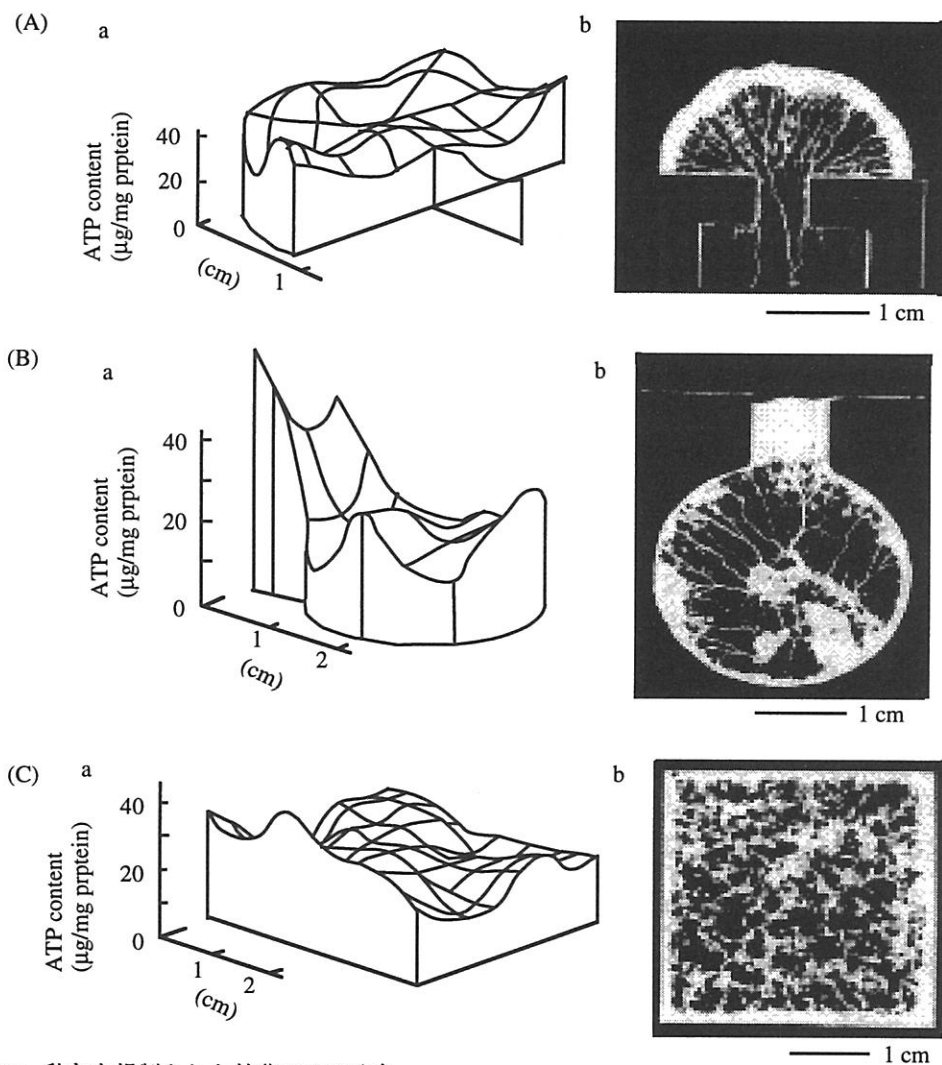 (A)
a
b
ATP content
(µg/mg prptein)
40
20
0
(cm)
1
1 cm
(B)
a
b
ATP content
(µg/mg prptein)
40
20
0
1
2
(cm)
1 cm
(C)
a
b
ATP content
(µg/mg prptein)
40
20
0
1
2
(cm)
1 cm